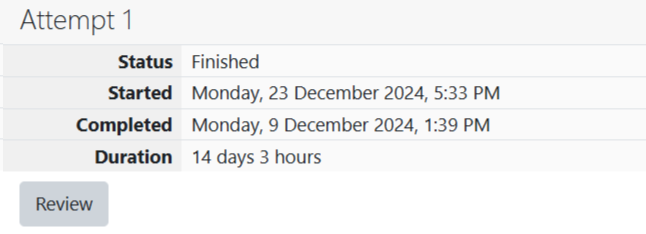 Attempt 1
Status Finished
Started Monday, 23 December 2024, 5:33 PM
Completed Monday, 9 December 2024, 1:39 PM
Duration 14 days 3 hours
Review